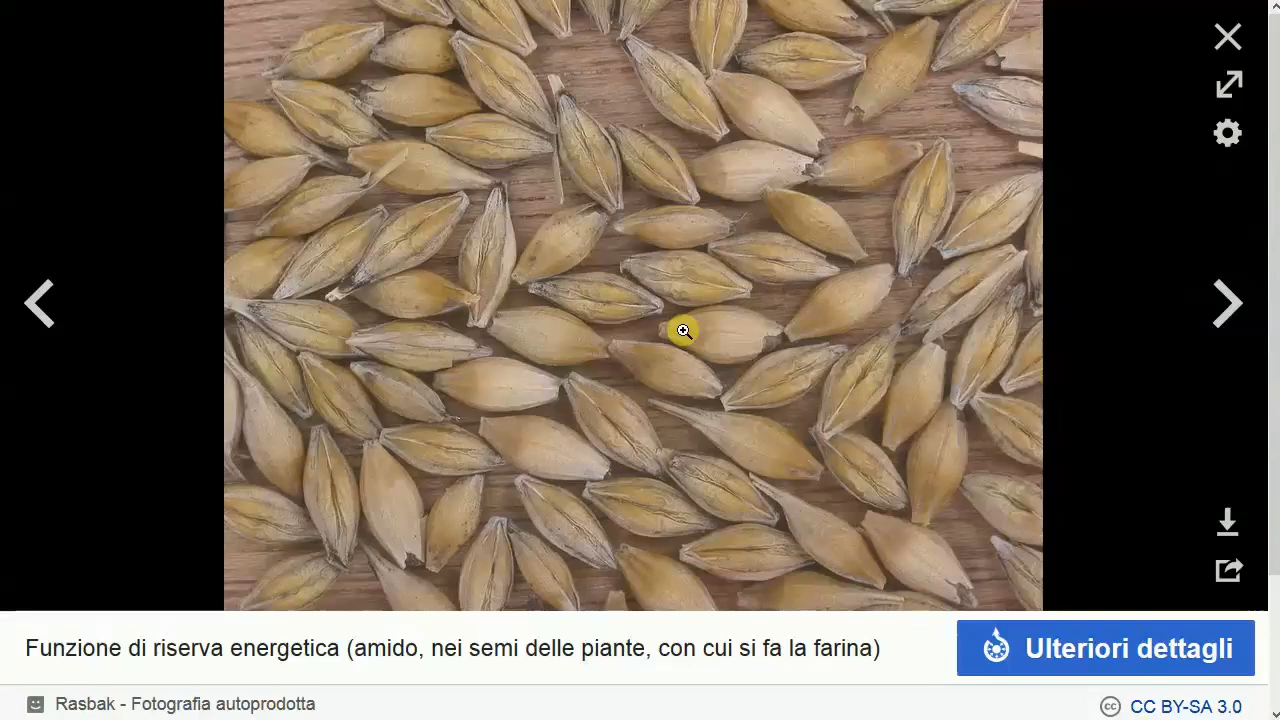 Funzione di riserva energetica (amido, nei semi delle piante, con cui si fa la farina)
Ulteriori dettagli
Rasbak - Fotografia autoprodotta
cc CC BY-SA 3.0